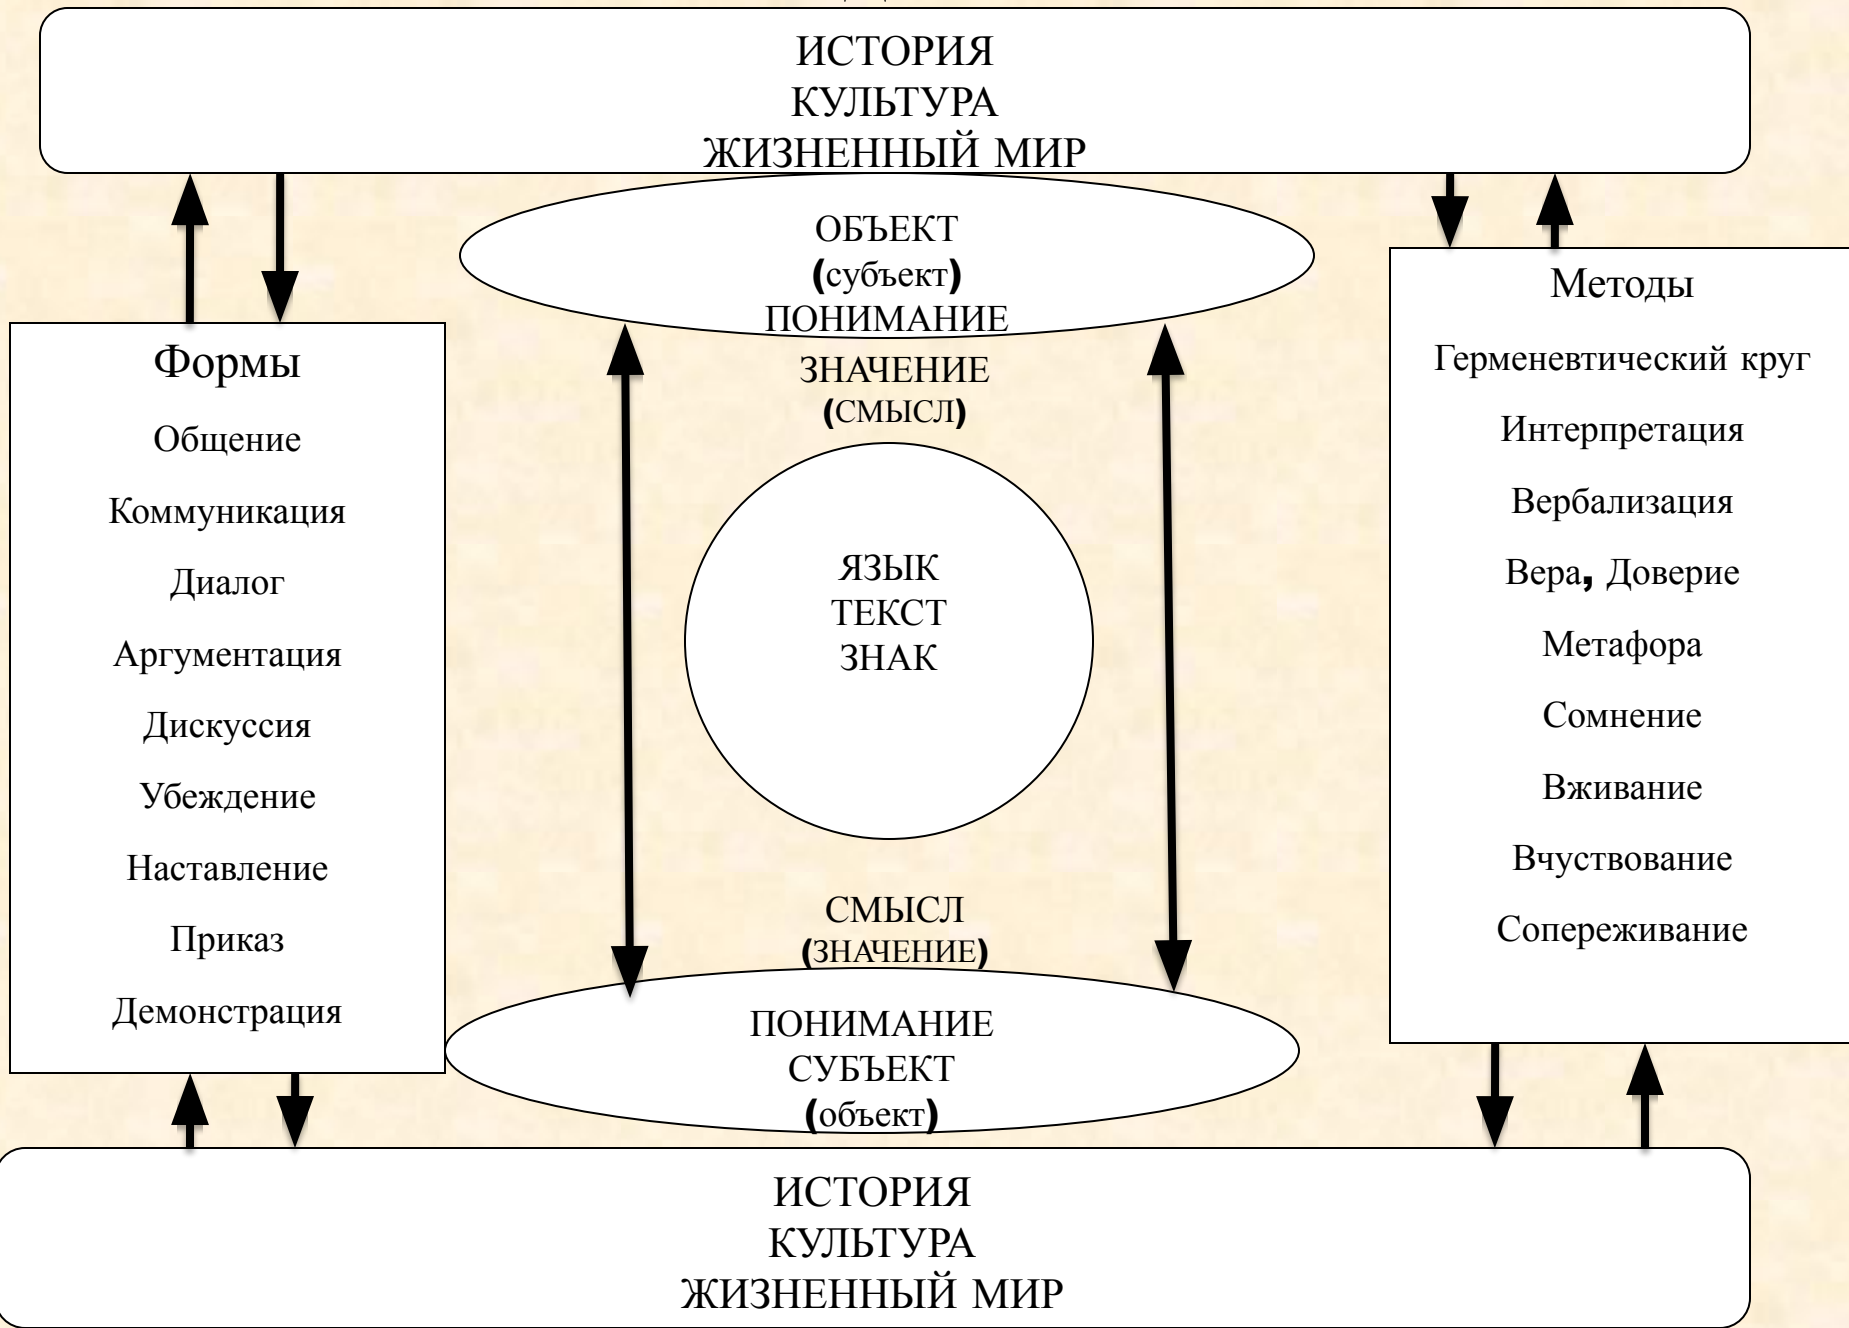 ИСТОРИЯ
КУЛЬТУРА
ЖИЗНЕННЫЙ МИР
ОБЪЕКТ
(субъект)
ПОНИМАНИЕ
ЗНАЧЕНИЕ
(СМЫСЛ)
Формы
Общение
Коммуникация
Диалог
Аргументация
Дискуссия
Убеждение
Наставление
Приказ
Демонстрация
ЯЗЫК
ТЕКСТ
ЗНАК
Методы
Герменевтический круг
Интерпретация
Вербализация
Вера, Доверие
Метафора
Сомнение
Вживание
Вчуствование
Сопереживание
СМЫСЛ
(ЗНАЧЕНИЕ)
ПОНИМАНИЕ
СУБЪЕКТ
(объект)
ИСТОРИЯ
КУЛЬТУРА
ЖИЗНЕННЫЙ МИР